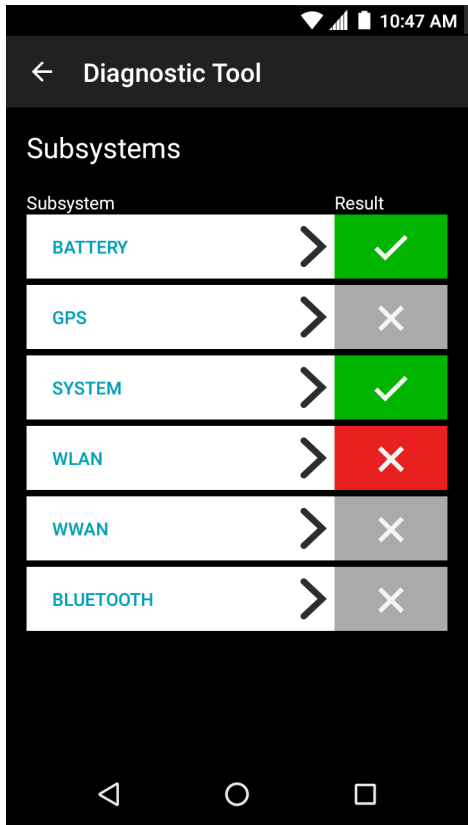 10:47 AM
Diagnostic Tool
Subsystems
Subsystem Result
BATTERY
GPS
SYSTEM
WLAN
WWAN
BLUETOOTH